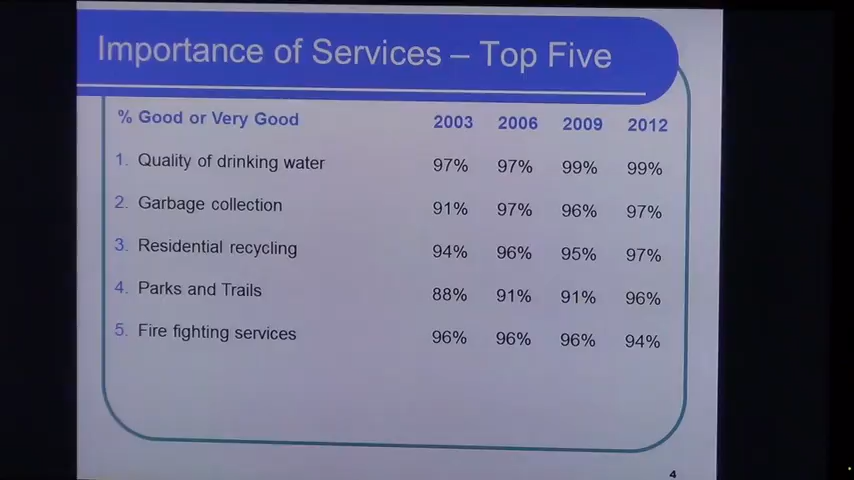 Importance of Services – Top Five
% Good or Very Good 2003 2006 2009 2012
1. Quality of drinking water 97% 97% 99% 99%
2. Garbage collection 91% 97% 96% 97%
3. Residential recycling 94% 96% 95% 97%
4. Parks and Trails 88% 91% 91% 96%
5. Fire fighting services 96% 96% 96% 94%
4